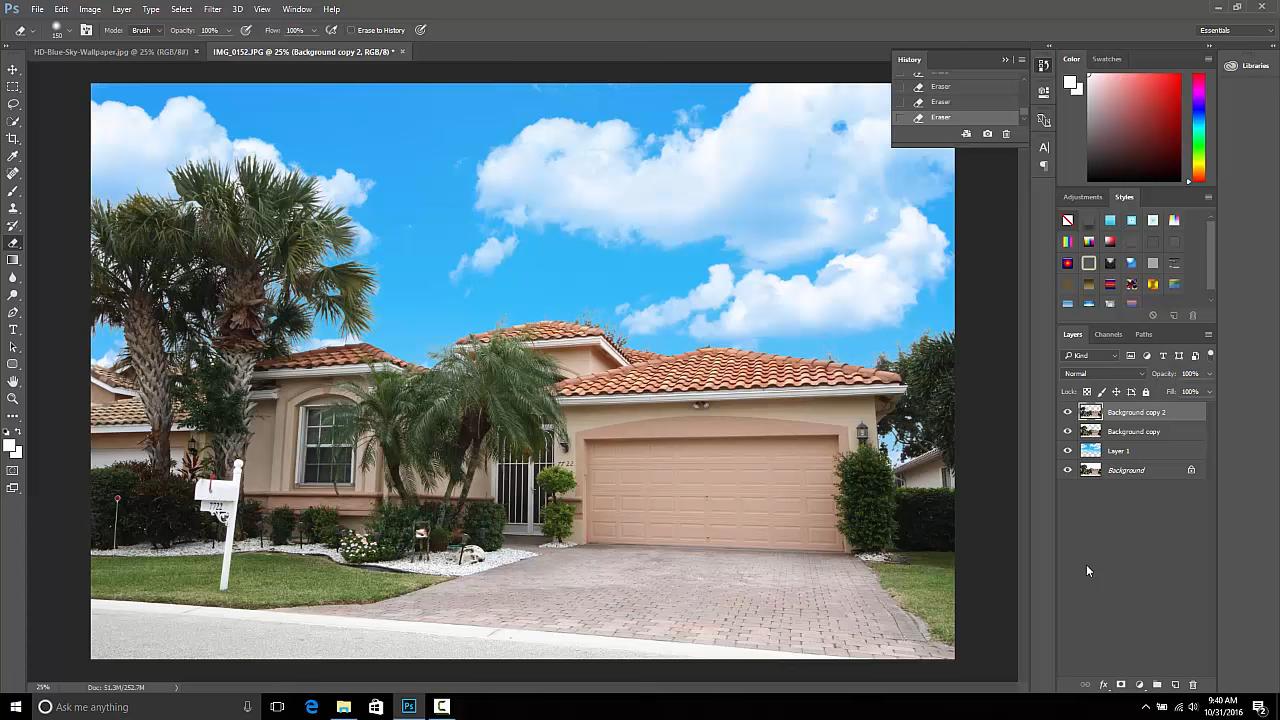 Ps File Edit Image Layer Type Select Filter 3D View Window Help
150 Mode: Brush Opacity: 100% Flow: 100% Erase to History Essentials
HD-Blue-Sky-Wallpaper.jpg @ 25% (RGB/8#) × IMG_0152.JPG @ 25% (Background copy 2, RGB/8) * ×
History
Eraser
Eraser
Eraser
Color Swatches
Libraries
Adjustments Styles
Layers Channels Paths
Kind
Normal Opacity: 100%
Lock: Fill: 100%
Background copy 2
Background copy
Layer 1
Background
7722
25% Doc: 51.3M/252.7M
Ask me anything
Ps
9:40 AM
10/31/2016